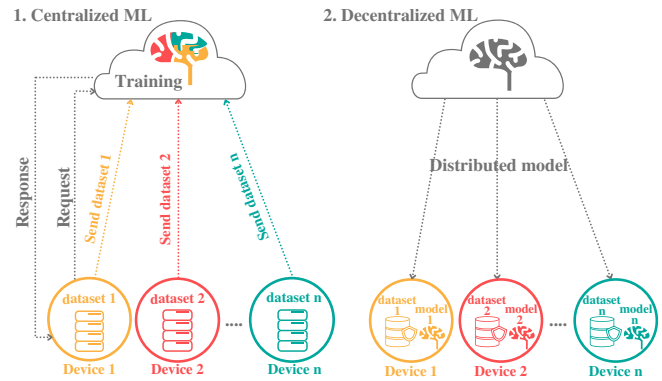 1. Centralized ML
Training
Response
Request
Send dataset 1
Send dataset 2
Send dataset n
dataset 1
dataset 2
dataset n
....
Device 1
Device 2
Device n
2. Decentralized ML
Distributed model
dataset
1
model
1
dataset
2
model
2
....
dataset
n
model
n
Device 1
Device 2
Device n